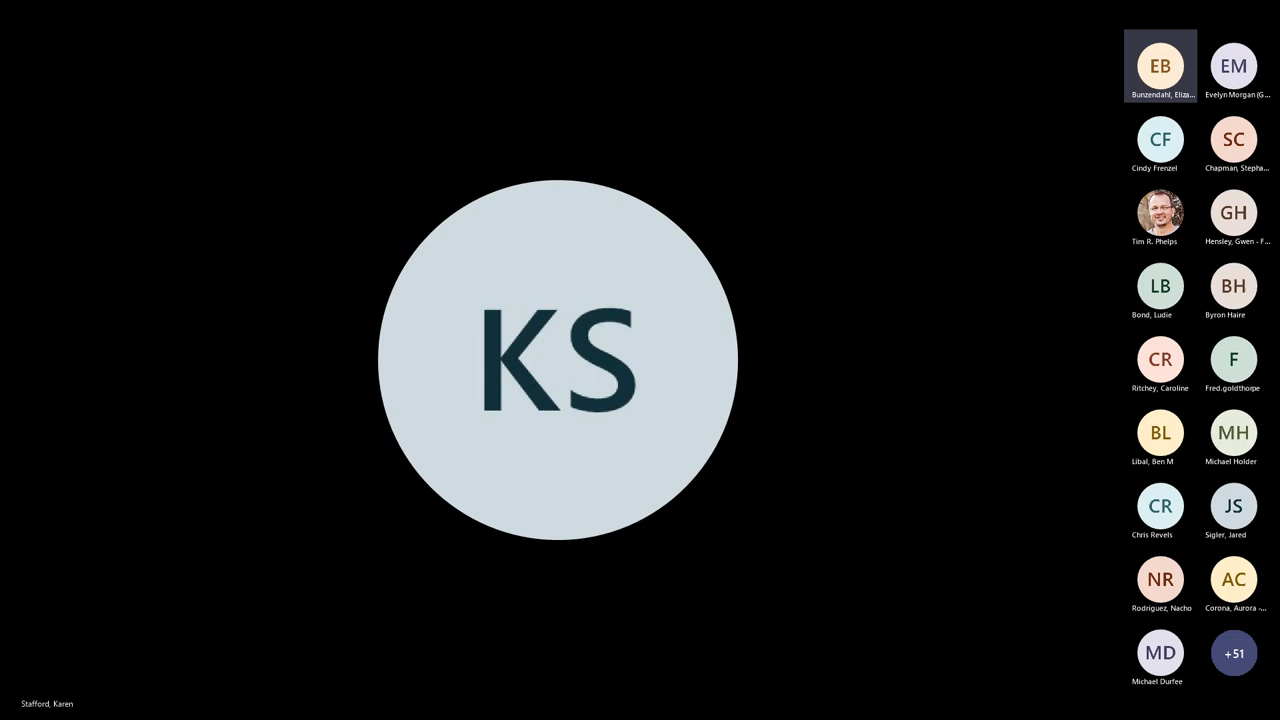 KS
Stafford, Karen
EB
EM
Bunzendahl, Eliza...
Evelyn Morgan (G...
CF
SC
Cindy Frenzel
Chapman, Stepha...
GH
Tim R. Phelps
Hensley, Gwen - F...
LB
BH
Bond, Ludie
Byron Haire
CR
F
Ritchey, Caroline
Fred.goldthorpe
BL
MH
Libal, Ben M
Michael Holder
CR
JS
Chris Revels
Sigler, Jared
NR
AC
Rodriguez, Nacho
Corona, Aurora -...
MD
+51
Michael Durfee